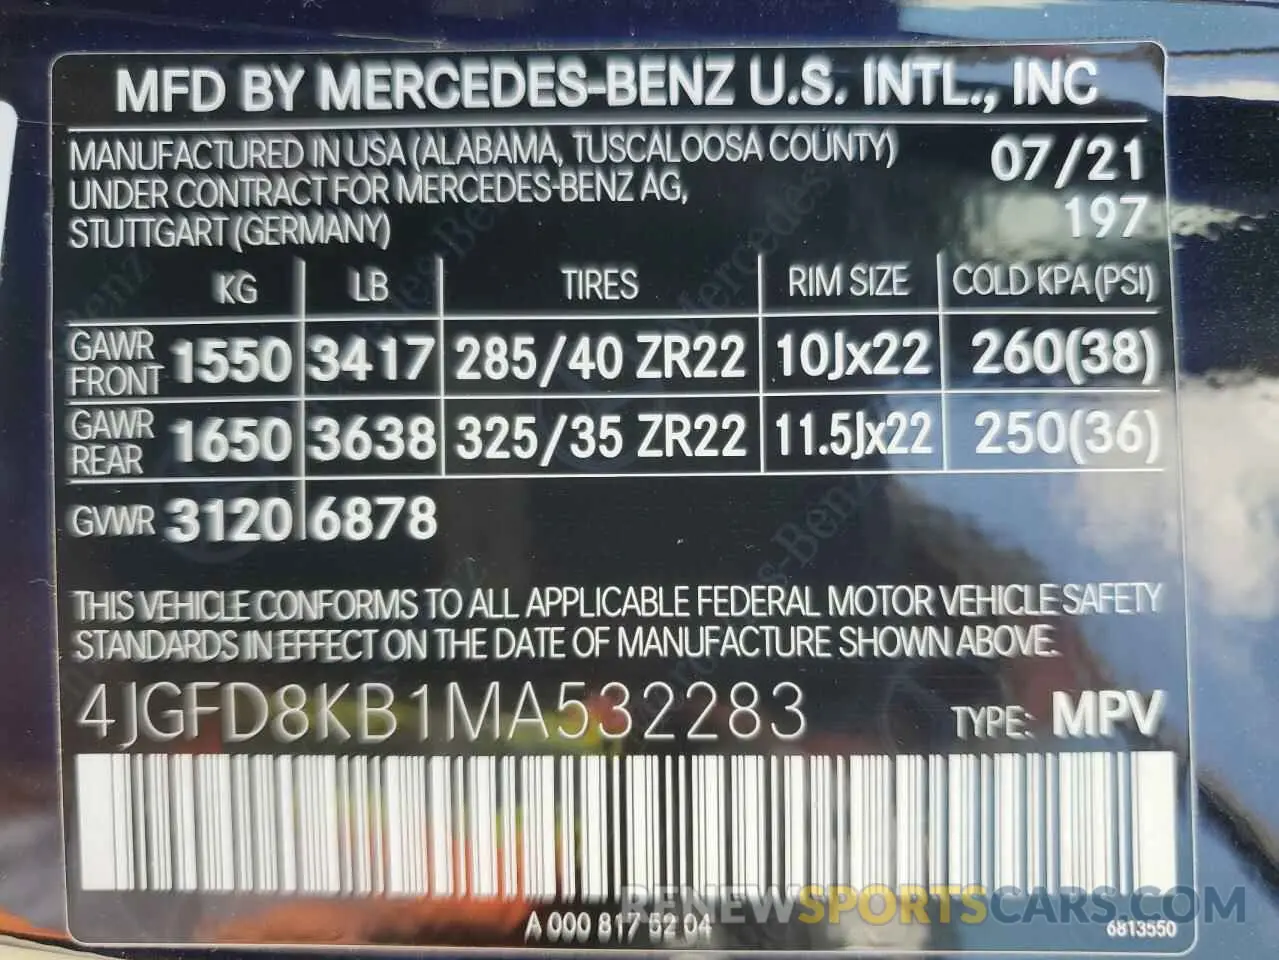 MFD BY MERCEDES-BENZ U.S. INTL., INC
MANUFACTURED IN USA (ALABAMA, TUSCALOOSA COUNTY) 07/21
UNDER CONTRACT FOR MERCEDES-BENZ AG, 197
STUTTGART (GERMANY)
KG LB TIRES RIM SIZE COLD KPA (PSI)
GAWR FRONT 1550 3417 285/40 ZR22 10Jx22 260(38)
GAWR REAR 1650 3638 325/35 ZR22 11.5Jx22 250(36)
GVWR 3120 6878
THIS VEHICLE CONFORMS TO ALL APPLICABLE FEDERAL MOTOR VEHICLE SAFETY
STANDARDS IN EFFECT ON THE DATE OF MANUFACTURE SHOWN ABOVE.
4JGFD8KB1MA532283 TYPE: MPV
RENEWSPORTSCARS.COM
A 000 817 52 04 6813550